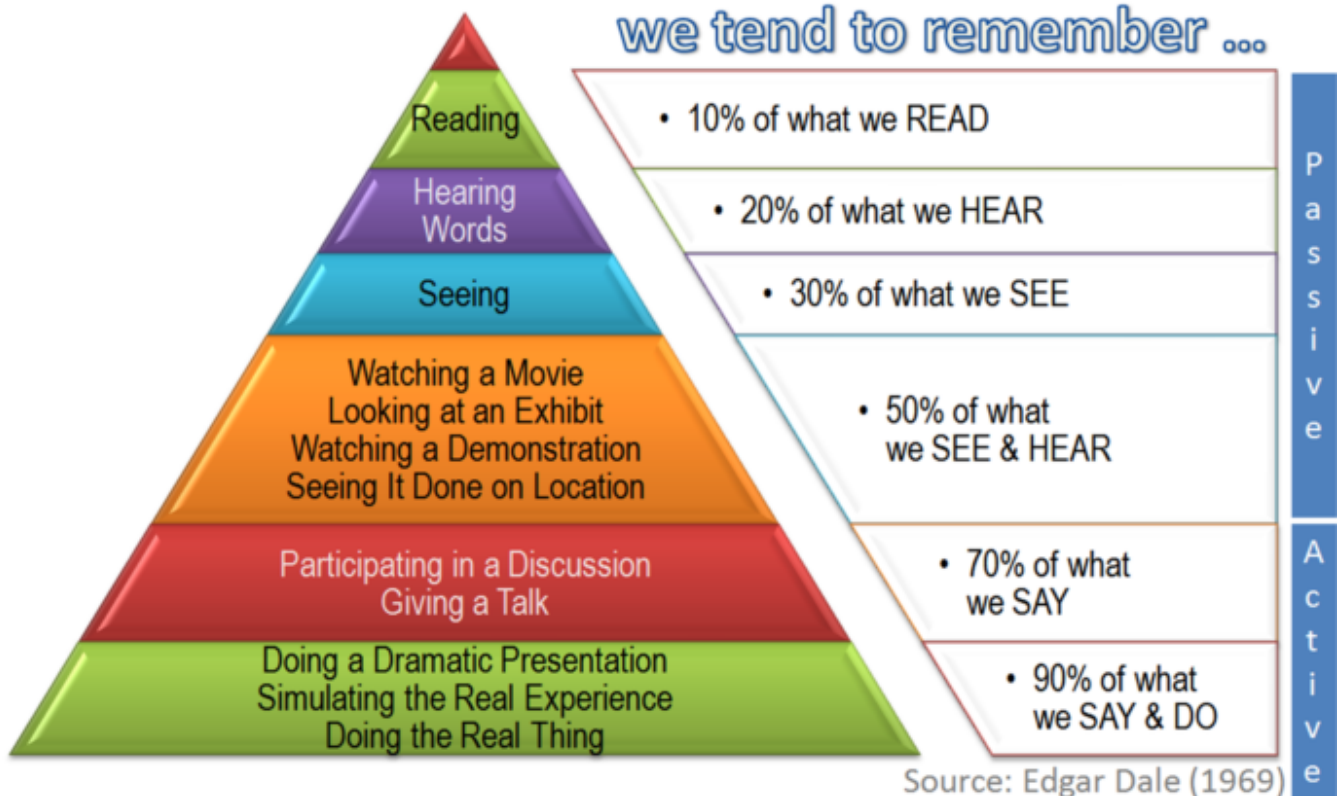 we tend to remember ...
Reading
• 10% of what we READ
Hearing
Words
• 20% of what we HEAR
Seeing
• 30% of what we SEE
Watching a Movie
Looking at an Exhibit
Watching a Demonstration
Seeing It Done on Location
• 50% of what
we SEE & HEAR
Participating in a Discussion
Giving a Talk
• 70% of what
we SAY
Doing a Dramatic Presentation
Simulating the Real Experience
Doing the Real Thing
• 90% of what
we SAY & DO
Passive
Active
Source: Edgar Dale (1969)